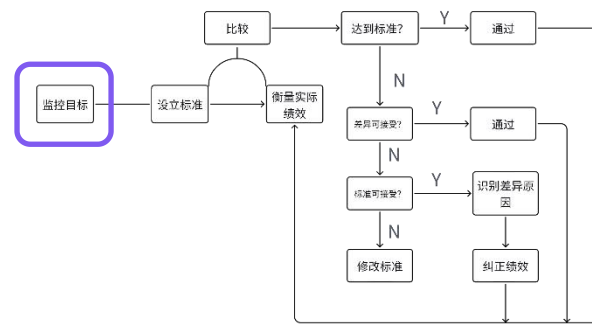 比较
达到标准？
Y
通过
N
监控目标
没立标准
衡量实际
绩效
差异可接受？
Y
通过
N
标准可接受？
Y
识别差异原
因
N
修改标准
纠正绩效